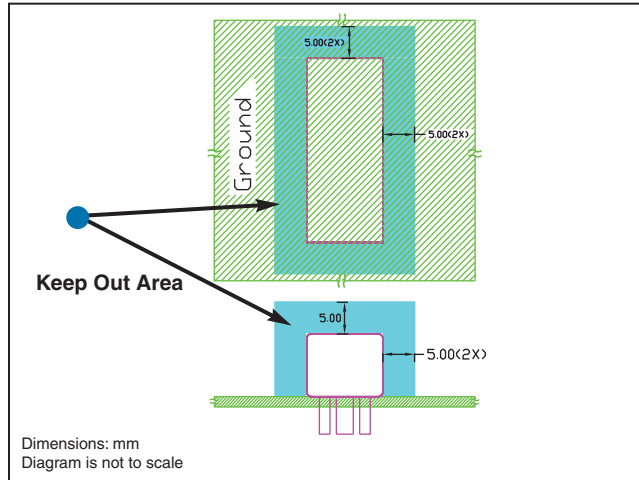 5.00(2X)
Ground
5.00(2X)
Keep Out Area
5.00
5.00(2X)
Dimensions: mm
Diagram is not to scale